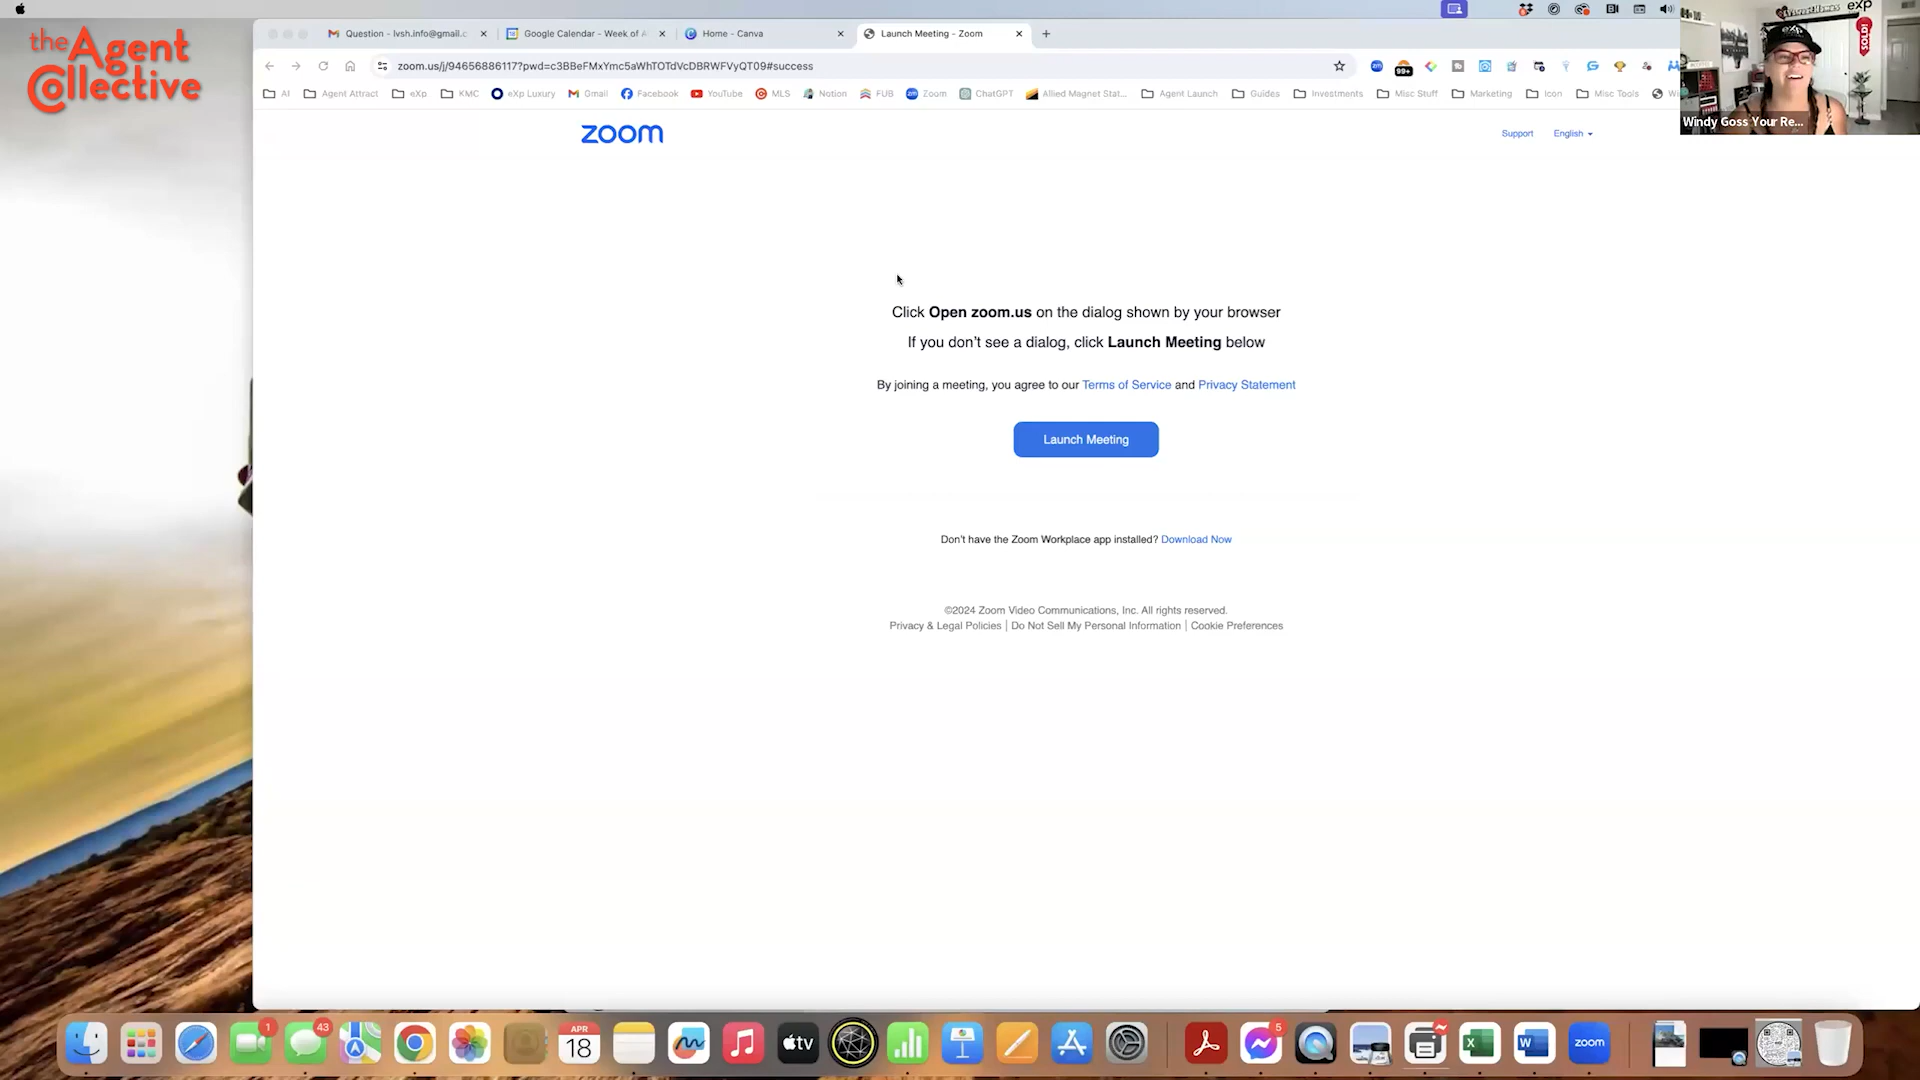 the Agent Collective
Question - lvsh.info@gmail.c
Google Calendar - Week of A
Home - Canva
Launch Meeting - Zoom
zoom.us/j/94656886117?pwd=c3BBeFMxYmc5aWhTOTdVcDBRWFVyQT09#success
99+
AI
Agent Attract
eXp
KMC
eXp Luxury
Gmail
Facebook
YouTube
MLS
Notion
FUB
Zoom
ChatGPT
Allied Magnet Stat...
Agent Launch
Guides
Investments
Misc Stuff
Marketing
Icon
Misc Tools
eXp
SOLD!
Windy Goss Your Re...
zoom
Support
English
Click Open zoom.us on the dialog shown by your browser
If you don't see a dialog, click Launch Meeting below
By joining a meeting, you agree to our Terms of Service and Privacy Statement
Launch Meeting
Don't have the Zoom Workplace app installed? Download Now
©2024 Zoom Video Communications, Inc. All rights reserved.
Privacy & Legal Policies | Do Not Sell My Personal Information | Cookie Preferences
1
43
APR
18
tv
5
X
W
zoom